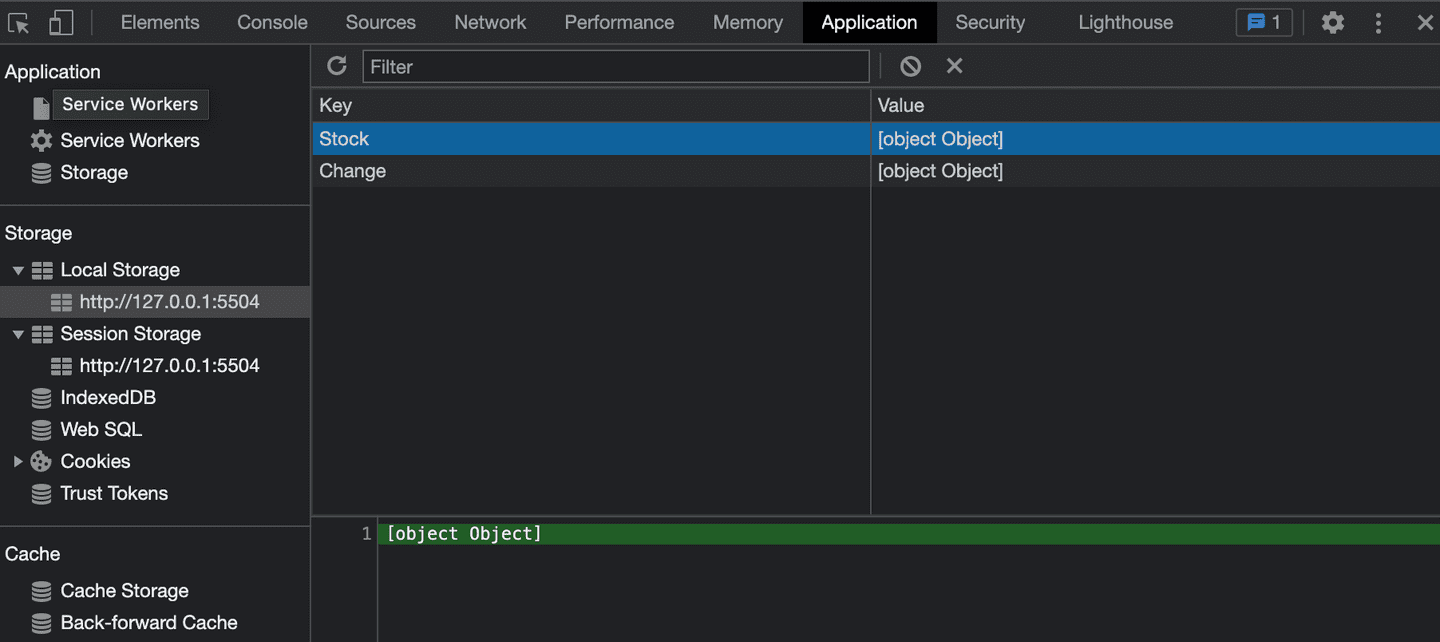 Elements Console Sources Network Performance Memory Application Security Lighthouse 1
Application
Service Workers
Service Workers
Storage
Storage
Local Storage
http://127.0.0.1:5504
Session Storage
http://127.0.0.1:5504
IndexedDB
Web SQL
Cookies
Trust Tokens
Cache
Cache Storage
Back-forward Cache
Filter
Key Value
Stock [object Object]
Change [object Object]
1 [object Object]